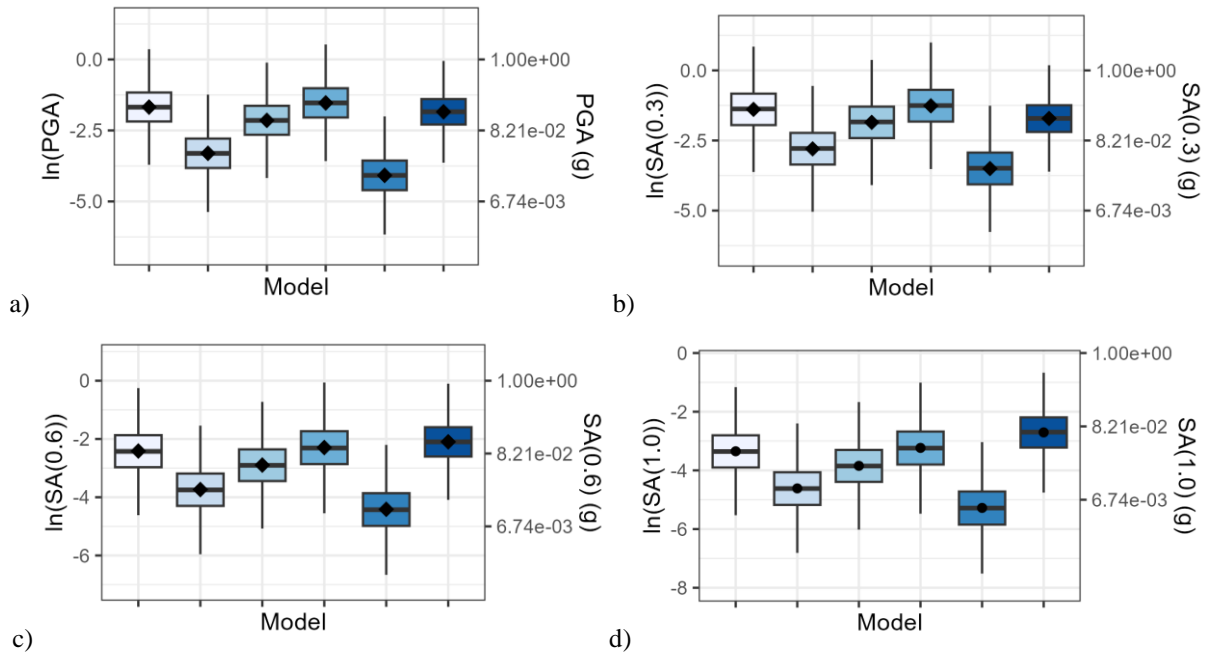 0.0
-2.5
-5.0
ln(PGA)
Model
1.00e+00
8.21e-02
6.74e-03
PGA (g)
a)
0.0
-2.5
-5.0
ln(SA(0.3))
Model
1.00e+00
8.21e-02
6.74e-03
SA(0.3) (g)
b)
0
-2
-4
-6
ln(SA(0.6))
Model
1.00e+00
8.21e-02
6.74e-03
SA(0.6) (g)
c)
0
-2
-4
-6
-8
ln(SA(1.0))
Model
1.00e+00
8.21e-02
6.74e-03
SA(1.0) (g)
d)